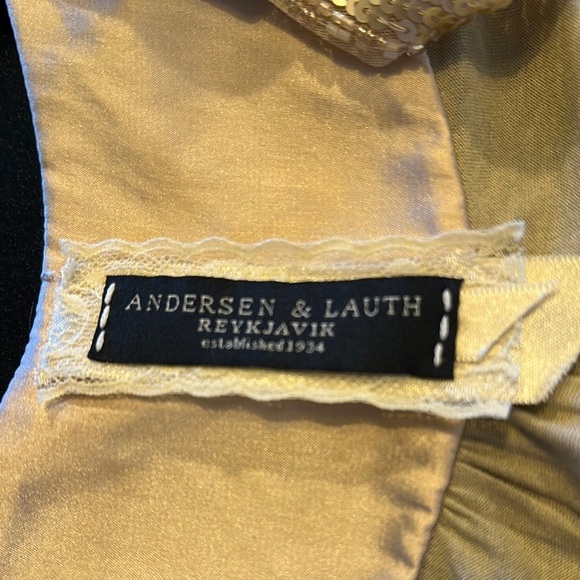 ANDERSEN & LAUTH
REYKJAVIK
established 1934